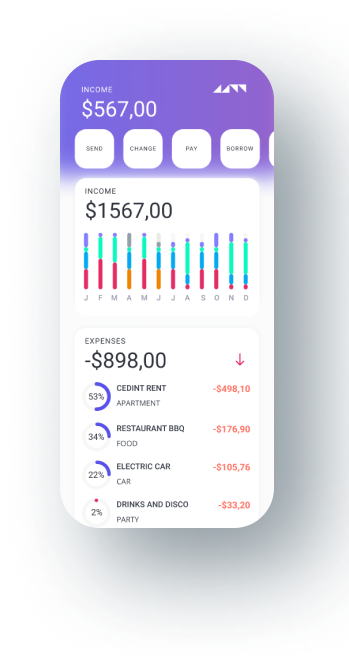 INCOME
$567,00
SEND
CHANGE
PAY
BORROW
INCOME
$1567,00
J F M A M J J A S O N D
EXPENSES
-$898,00
53%
CEDINT RENT
-$498,10
APARTMENT
34%
RESTAURANT BBQ
-$176,90
FOOD
22%
ELECTRIC CAR
-$105,76
CAR
2%
DRINKS AND DISCO
-$33,20
PARTY